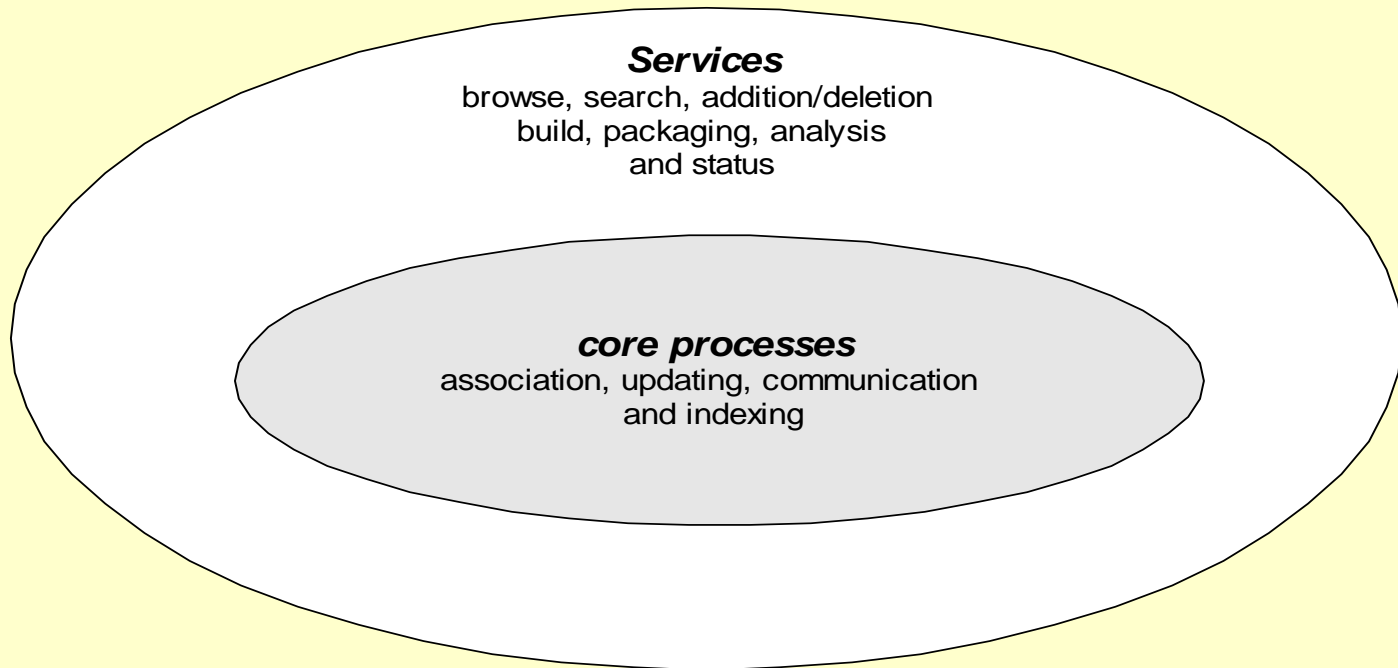 Services
browse, search, addition/deletion
build, packaging, analysis
and status
core processes
association, updating, communication
and indexing